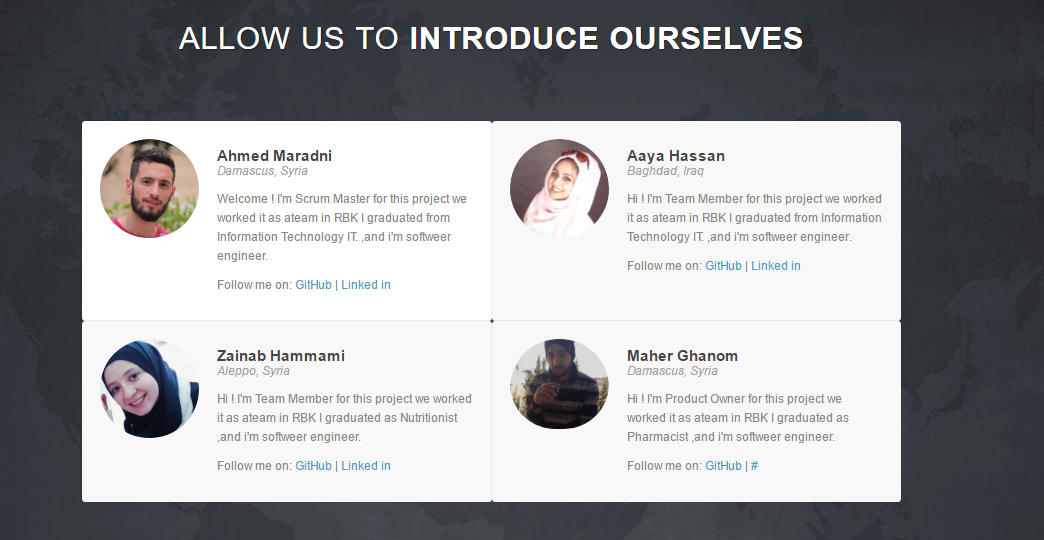 ALLOW US TO INTRODUCE OURSELVES
Ahmed Maradni
Damascus, Syria
Welcome ! I'm Scrum Master for this project we
worked it as ateam in RBK I graduated from
Information Technology IT. ,and i'm softweer
engineer.
Follow me on: GitHub | Linked in
Aaya Hassan
Baghdad, Iraq
Hi ! I'm Team Member for this project we worked
it as ateam in RBK I graduated from Information
Technology IT. ,and i'm softweer engineer.
Follow me on: GitHub | Linked in
Zainab Hammami
Aleppo, Syria
Hi ! I'm Team Member for this project we worked
it as ateam in RBK I graduated as Nutritionist
,and i'm softweer engineer.
Follow me on: GitHub | Linked in
Maher Ghanom
Damascus, Syria
Hi ! I'm Product Owner for this project we
worked it as ateam in RBK I graduated as
Pharmacist ,and i'm softweer engineer.
Follow me on: GitHub | #